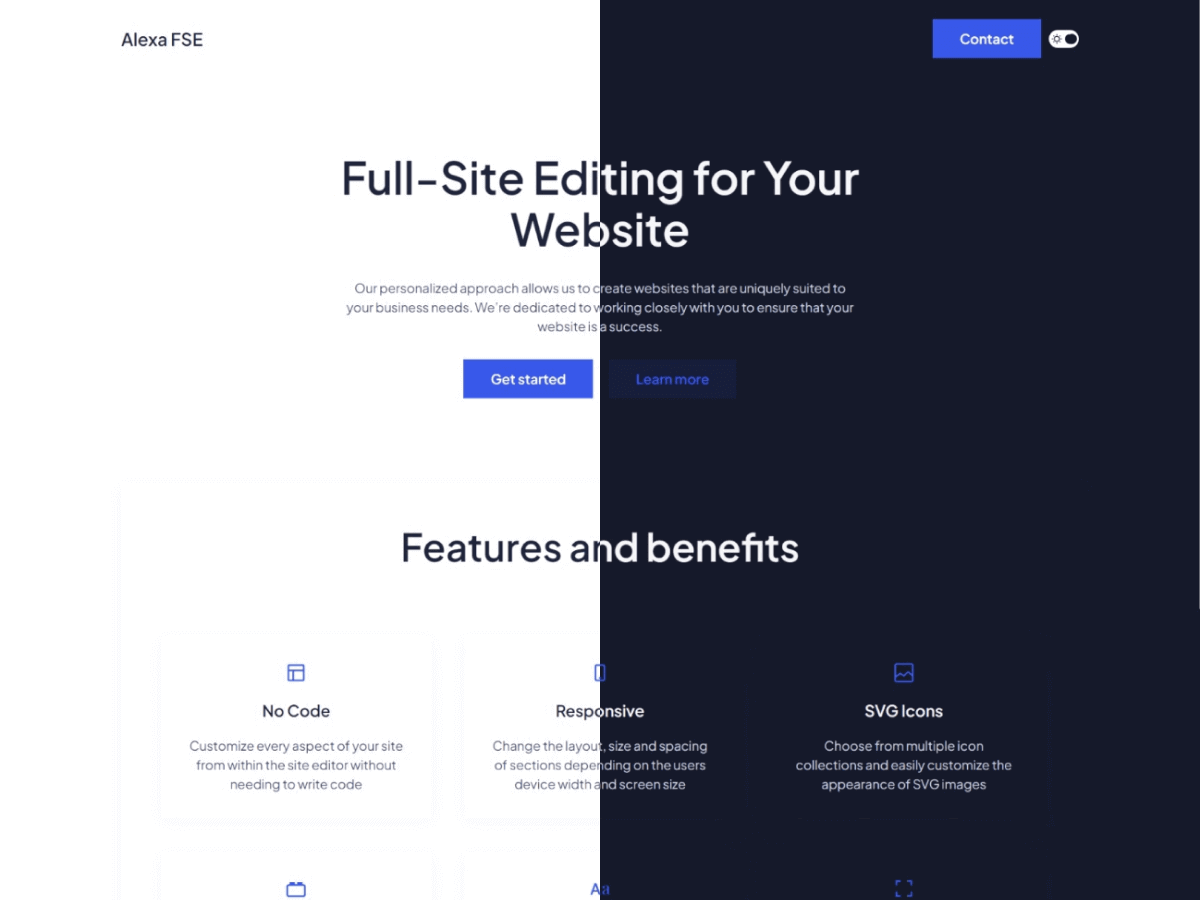 Alexa FSE
Contact
Full-Site Editing for Your
Website
Our personalized approach allows us to create websites that are uniquely suited to
your business needs. We're dedicated to working closely with you to ensure that your
website is a success.
Get started
Learn more
Features and benefits
No Code
Customize every aspect of your site
from within the site editor without
needing to write code
Responsive
Change the layout, size and spacing
of sections depending on the users
device width and screen size
SVG Icons
Choose from multiple icon
collections and easily customize the
appearance of SVG images
Aa